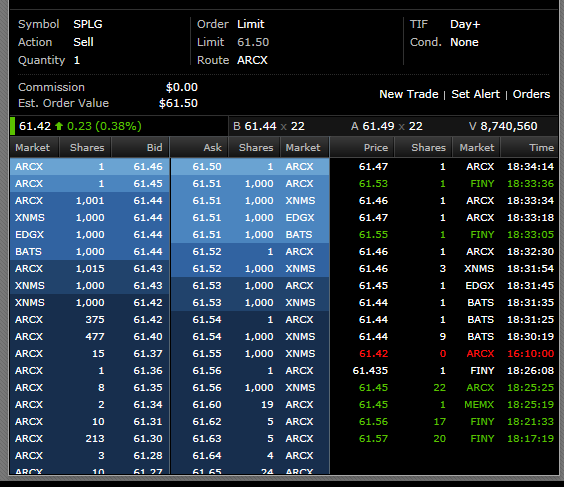 Symbol SPLG Order Limit TIF Day+
Action Sell Limit 61.50 Cond. None
Quantity 1 Route ARCX
Commission $0.00
Est. Order Value $61.50 New Trade | Set Alert | Orders
61.42 0.23 (0.38%) B 61.44 x 22 A 61.49 x 22 V 8,740,560
Market Shares Bid Ask Shares Market Price Shares Market Time
ARCX 1 61.46 61.50 1 ARCX 61.47 1 ARCX 18:34:14
ARCX 1 61.45 61.51 1,000 ARCX 61.53 1 FINY 18:33:36
ARCX 1,001 61.44 61.51 1,000 XNMS 61.46 1 ARCX 18:33:34
XNMS 1,000 61.44 61.51 1,000 EDGX 61.47 1 ARCX 18:33:18
EDGX 1,000 61.44 61.51 1,000 BATS 61.55 1 FINY 18:33:05
BATS 1,000 61.44 61.52 1 ARCX 61.46 1 ARCX 18:32:30
ARCX 1,015 61.43 61.52 1,000 XNMS 61.46 3 XNMS 18:31:54
XNMS 1,000 61.43 61.53 1 ARCX 61.45 1 EDGX 18:31:45
XNMS 1,000 61.42 61.53 1,000 XNMS 61.44 1 BATS 18:31:35
ARCX 375 61.42 61.54 1 ARCX 61.44 1 BATS 18:31:25
ARCX 477 61.40 61.54 1,000 XNMS 61.44 9 BATS 18:30:19
ARCX 15 61.37 61.55 1,000 XNMS 61.42 0 ARCX 16:10:00
ARCX 1 61.36 61.56 1 ARCX 61.435 1 FINY 18:26:08
ARCX 8 61.35 61.56 1,000 XNMS 61.45 22 ARCX 18:25:25
ARCX 2 61.34 61.60 19 ARCX 61.45 1 MEMX 18:25:19
ARCX 10 61.31 61.62 5 ARCX 61.56 17 FINY 18:21:33
ARCX 213 61.30 61.63 5 ARCX 61.57 20 FINY 18:17:19
ARCX 3 61.28 61.64 4 ARCX
ARCX 10 61.27 61.65 24 ARCX